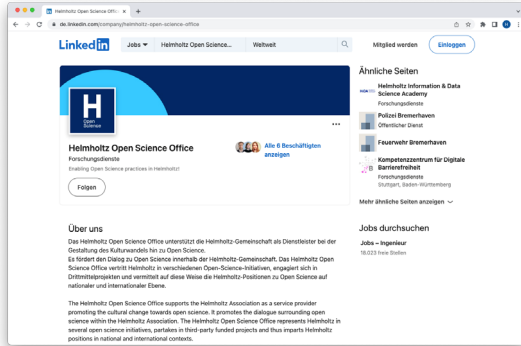 Helmholtz Open Science Offic
de.linkedin.com/company/helmholtz-open-science-office
Linkedin
Jobs
Helmholtz Open Science...
Weltweit
Mitglied werden
Einloggen
H
Open
Science
Helmholtz Open Science Office
Forschungsdienste
Enabling Open Science practices in Helmholtz!
Alle 6 Beschäftigten
anzeigen
Folgen
Über uns
Das Helmholtz Open Science Office unterstützt die Helmholtz-Gemeinschaft als Dienstleister bei der
Gestaltung des Kulturwandels hin zu Open Science.
Es fördert den Dialog zu Open Science innerhalb der Helmholtz-Gemeinschaft. Das Helmholtz Open
Science Office vertritt Helmholtz in verschiedenen Open-Science-Initiativen, engagiert sich in
Drittmittelprojekten und vermittelt auf diese Weise die Helmholtz-Positionen zu Open Science auf
nationaler und internationaler Ebene.
The Helmholtz Open Science Office supports the Helmholtz Association as a service provider
promoting the cultural change towards open science. It promotes the dialogue surrounding open
science within the Helmholtz Association. The Helmholtz Open Science Office represents Helmholtz in
several open science initiatives, partakes in third-party funded projects and thus imparts Helmholtz
positions in national and international contexts.
Ähnliche Seiten
Helmholtz Information & Data
Science Academy
Forschungsdienste
Polizei Bremerhaven
Öffentlicher Dienst
Feuerwehr Bremerhaven
Kompetenzzentrum für Digitale
Barrierefreiheit
Forschungsdienste
Stuttgart, Baden-Württemberg
Mehr ähnliche Seiten anzeigen
Jobs durchsuchen
Jobs – Ingenieur
18.023 freie Stellen